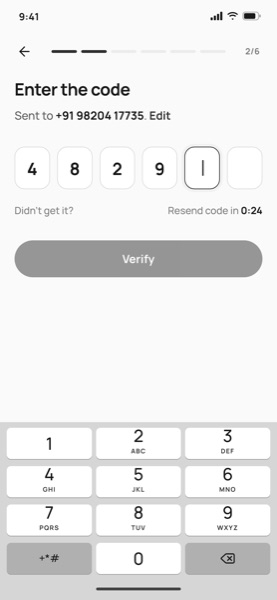 9:41
2/6
Enter the code
Sent to +91 98204 17735. Edit
4 8 2 9
Didn't get it? Resend code in 0:24
Verify
1 2 3
ABC DEF
4 5 6
GHI JKL MNO
7 8 9
PQRS TUV WXYZ
+*# 0